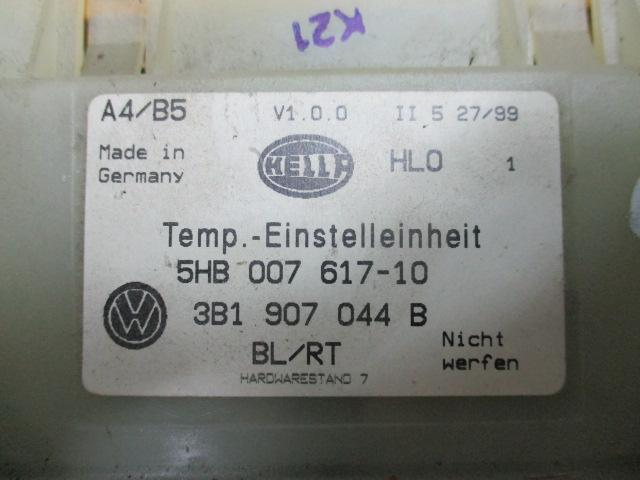 K21
A4/B5 V1.0.0 II 5 27/99
Made in
Germany
HELLA
HLO 1
Temp.-Einstelleinheit
5HB 007 617-10
VW
3B1 907 044 B
BL/RT
Nicht
werfen
HARDWARESTAND 7